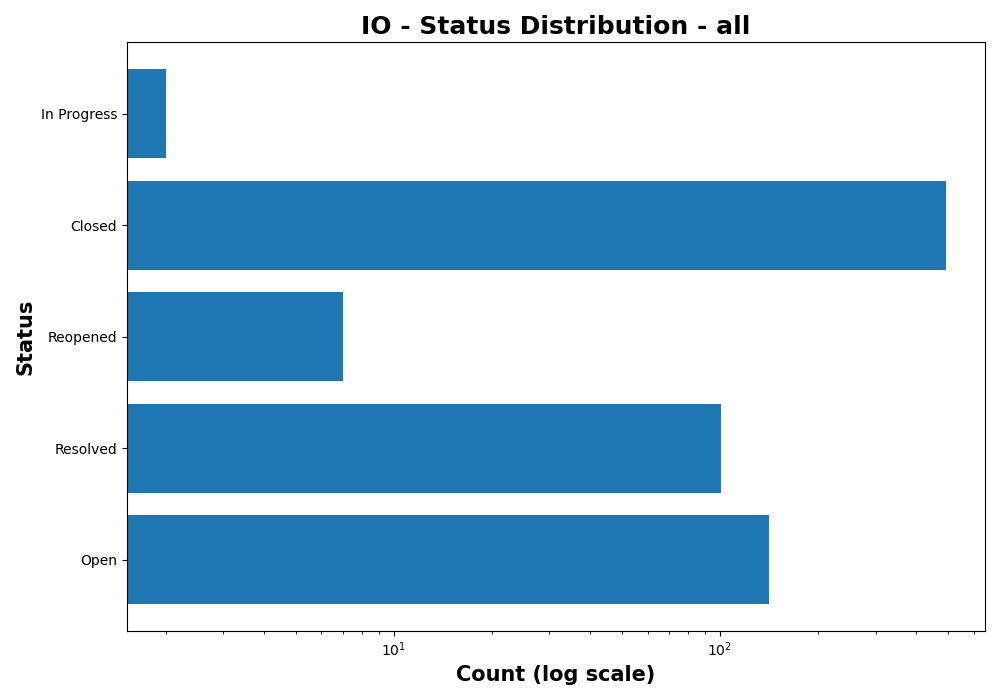 IO - Status Distribution - all
In Progress
Closed
Reopened
Resolved
Open
Status
10¹
10²
Count (log scale)